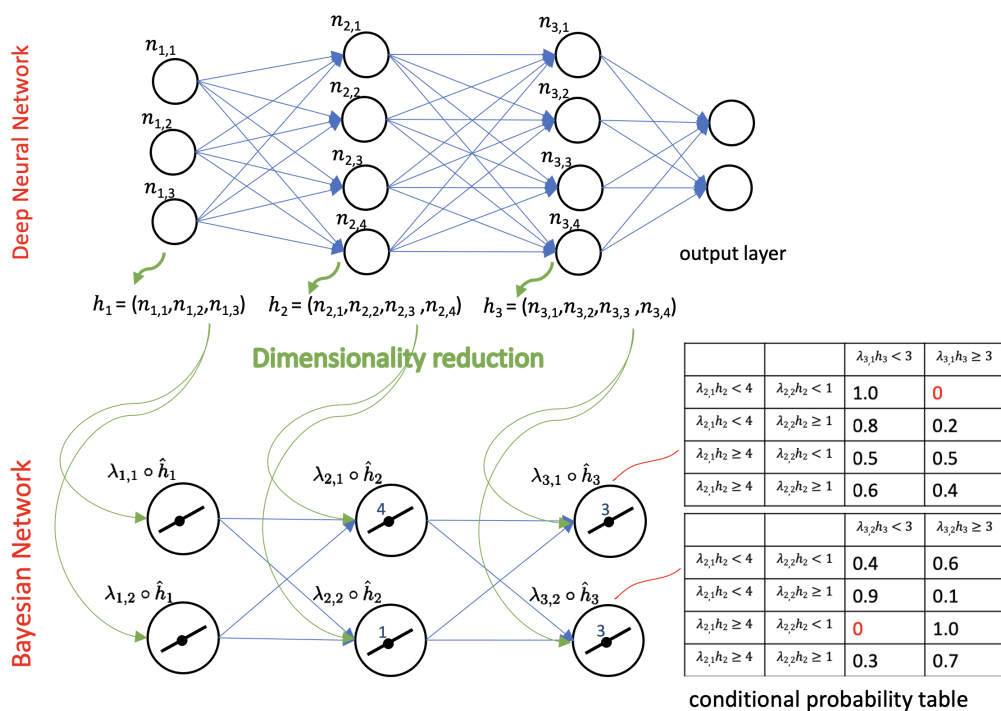 Deep Neural Network
n1,1
n1,2
n1,3
n2,1
n2,2
n2,3
n2,4
n3,1
n3,2
n3,3
n3,4
output layer
h1 = (n1,1,n1,2,n1,3)
h2 = (n2,1,n2,2,n2,3 ,n2,4)
h3 = (n3,1,n3,2,n3,3 ,n3,4)
Dimensionality reduction
Bayesian Network
λ1,1 ∘ ĥ1
λ2,1 ∘ ĥ2
λ3,1 ∘ ĥ3
4
3
λ1,2 ∘ ĥ1
λ2,2 ∘ ĥ2
λ3,2 ∘ ĥ3
1
3
λ3,1h3 < 3 λ3,1h3 ≥ 3
λ2,1h2 < 4 λ2,2h2 < 1 1.0 0
λ2,1h2 < 4 λ2,2h2 ≥ 1 0.8 0.2
λ2,1h2 ≥ 4 λ2,2h2 < 1 0.5 0.5
λ2,1h2 ≥ 4 λ2,2h2 ≥ 1 0.6 0.4
λ3,2h3 < 3 λ3,2h3 ≥ 3
λ2,1h2 < 4 λ2,2h2 < 1 0.4 0.6
λ2,1h2 < 4 λ2,2h2 ≥ 1 0.9 0.1
λ2,1h2 ≥ 4 λ2,2h2 < 1 0 1.0
λ2,1h2 ≥ 4 λ2,2h2 ≥ 1 0.3 0.7
conditional probability table